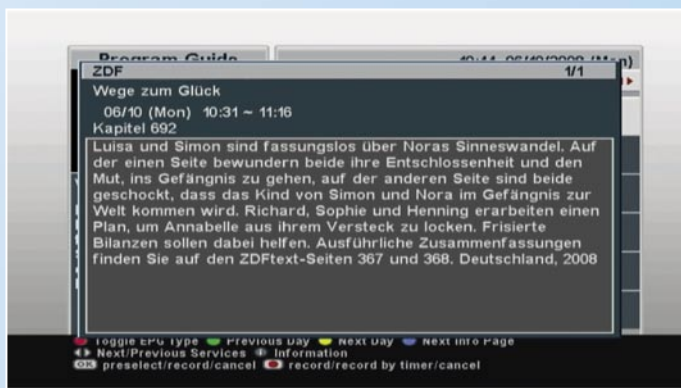 Program Guide
ZDF 1/1
Wege zum Glück
06/10 (Mon) 10:31 ~ 11:16
Kapitel 692
Luisa und Simon sind fassungslos über Noras Sinneswandel. Auf
der einen Seite bewundern beide ihre Entschlossenheit und den
Mut, ins Gefängnis zu gehen, auf der anderen Seite sind beide
geschockt, dass das Kind von Simon und Nora im Gefängnis zur
Welt kommen wird. Richard, Sophie und Henning erarbeiten einen
Plan, um Annabelle aus ihrem Versteck zu locken. Frisierte
Bilanzen sollen dabei helfen. Ausführliche Zusammenfassungen
finden Sie auf den ZDFtext-Seiten 367 und 368. Deutschland, 2008
Toggle EPG Type Previous Day Next Day Next Info Page
Next/Previous Services Information
OK preselect/record/cancel record/record by timer/cancel